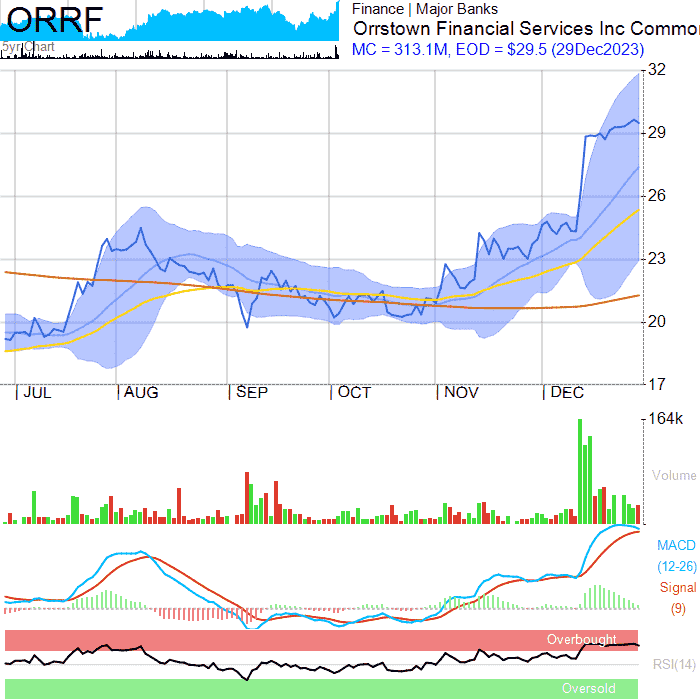 ORRF
5yr Chart
Finance | Major Banks
Orrstown Financial Services Inc Commo
MC = 313.1M, EOD = $29.5 (29Dec2023)
32
29
26
23
20
17
JUL
AUG
SEP
OCT
NOV
DEC
164k
Volume
MACD
(12-26)
Signal
(9)
Overbought
RSI(14)
Oversold